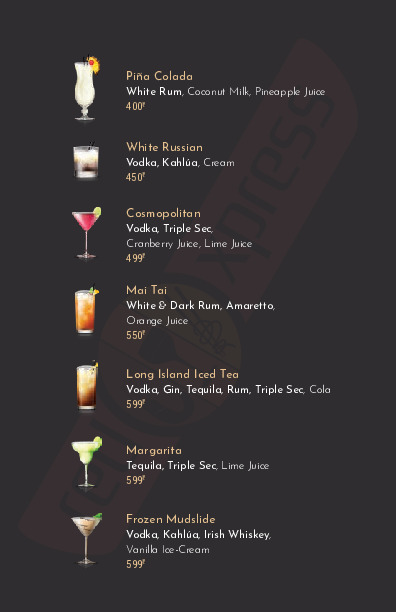 Piña Colada
White Rum, Coconut Milk, Pineapple Juice
400₹
White Russian
Vodka, Kahlúa, Cream
450₹
Cosmopolitan
Vodka, Triple Sec,
Cranberry Juice, Lime Juice
499₹
Mai Tai
White & Dark Rum, Amaretto,
Orange Juice
550₹
Long Island Iced Tea
Vodka, Gin, Tequila, Rum, Triple Sec, Cola
599₹
Margarita
Tequila, Triple Sec, Lime Juice
599₹
Frozen Mudslide
Vodka, Kahlúa, Irish Whiskey,
Vanilla Ice-Cream
599₹